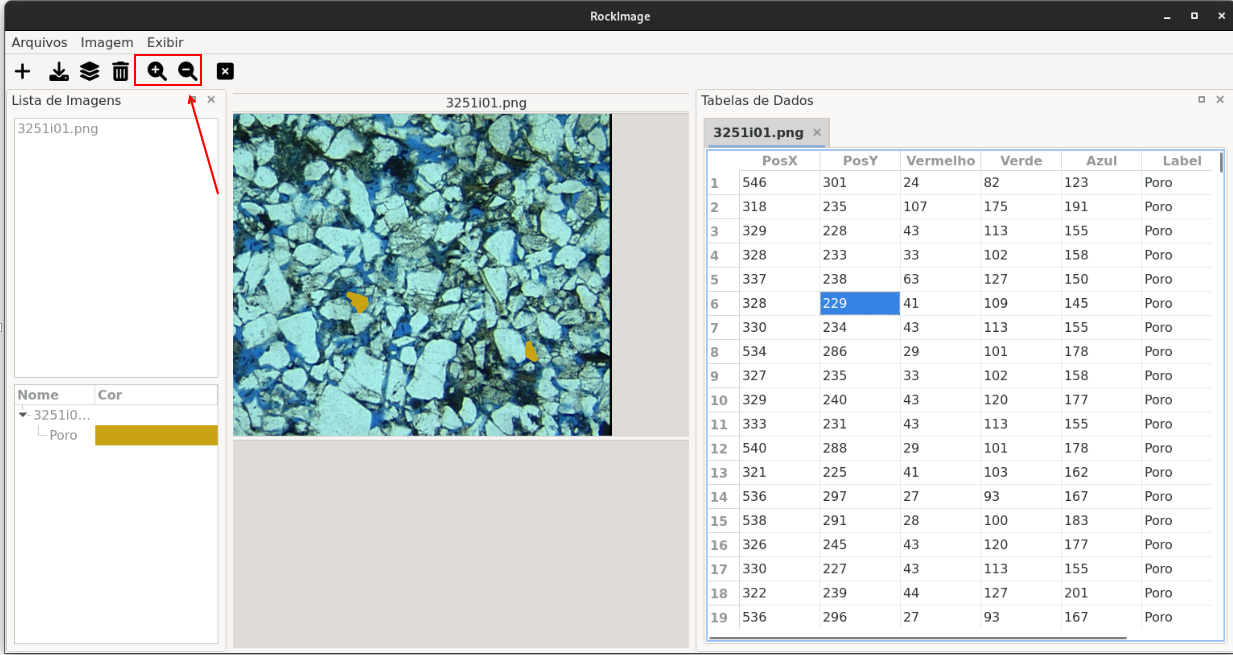 RockImage
Arquivos Imagem Exibir
Lista de Imagens
3251i01.png
Nome Cor
3251i0...
Poro
3251i01.png
Tabelas de Dados
3251i01.png
PosX PosY Vermelho Verde Azul Label
1 546 301 24 82 123 Poro
2 318 235 107 175 191 Poro
3 329 228 43 113 155 Poro
4 328 233 33 102 158 Poro
5 337 238 63 127 150 Poro
6 328 229 41 109 145 Poro
7 330 234 43 113 155 Poro
8 534 286 29 101 178 Poro
9 327 235 33 102 158 Poro
10 329 240 43 120 177 Poro
11 333 231 43 113 155 Poro
12 540 288 29 101 178 Poro
13 321 225 41 103 162 Poro
14 536 297 27 93 167 Poro
15 538 291 28 100 183 Poro
16 326 245 43 120 177 Poro
17 330 227 43 113 155 Poro
18 322 239 44 127 201 Poro
19 536 296 27 93 167 Poro